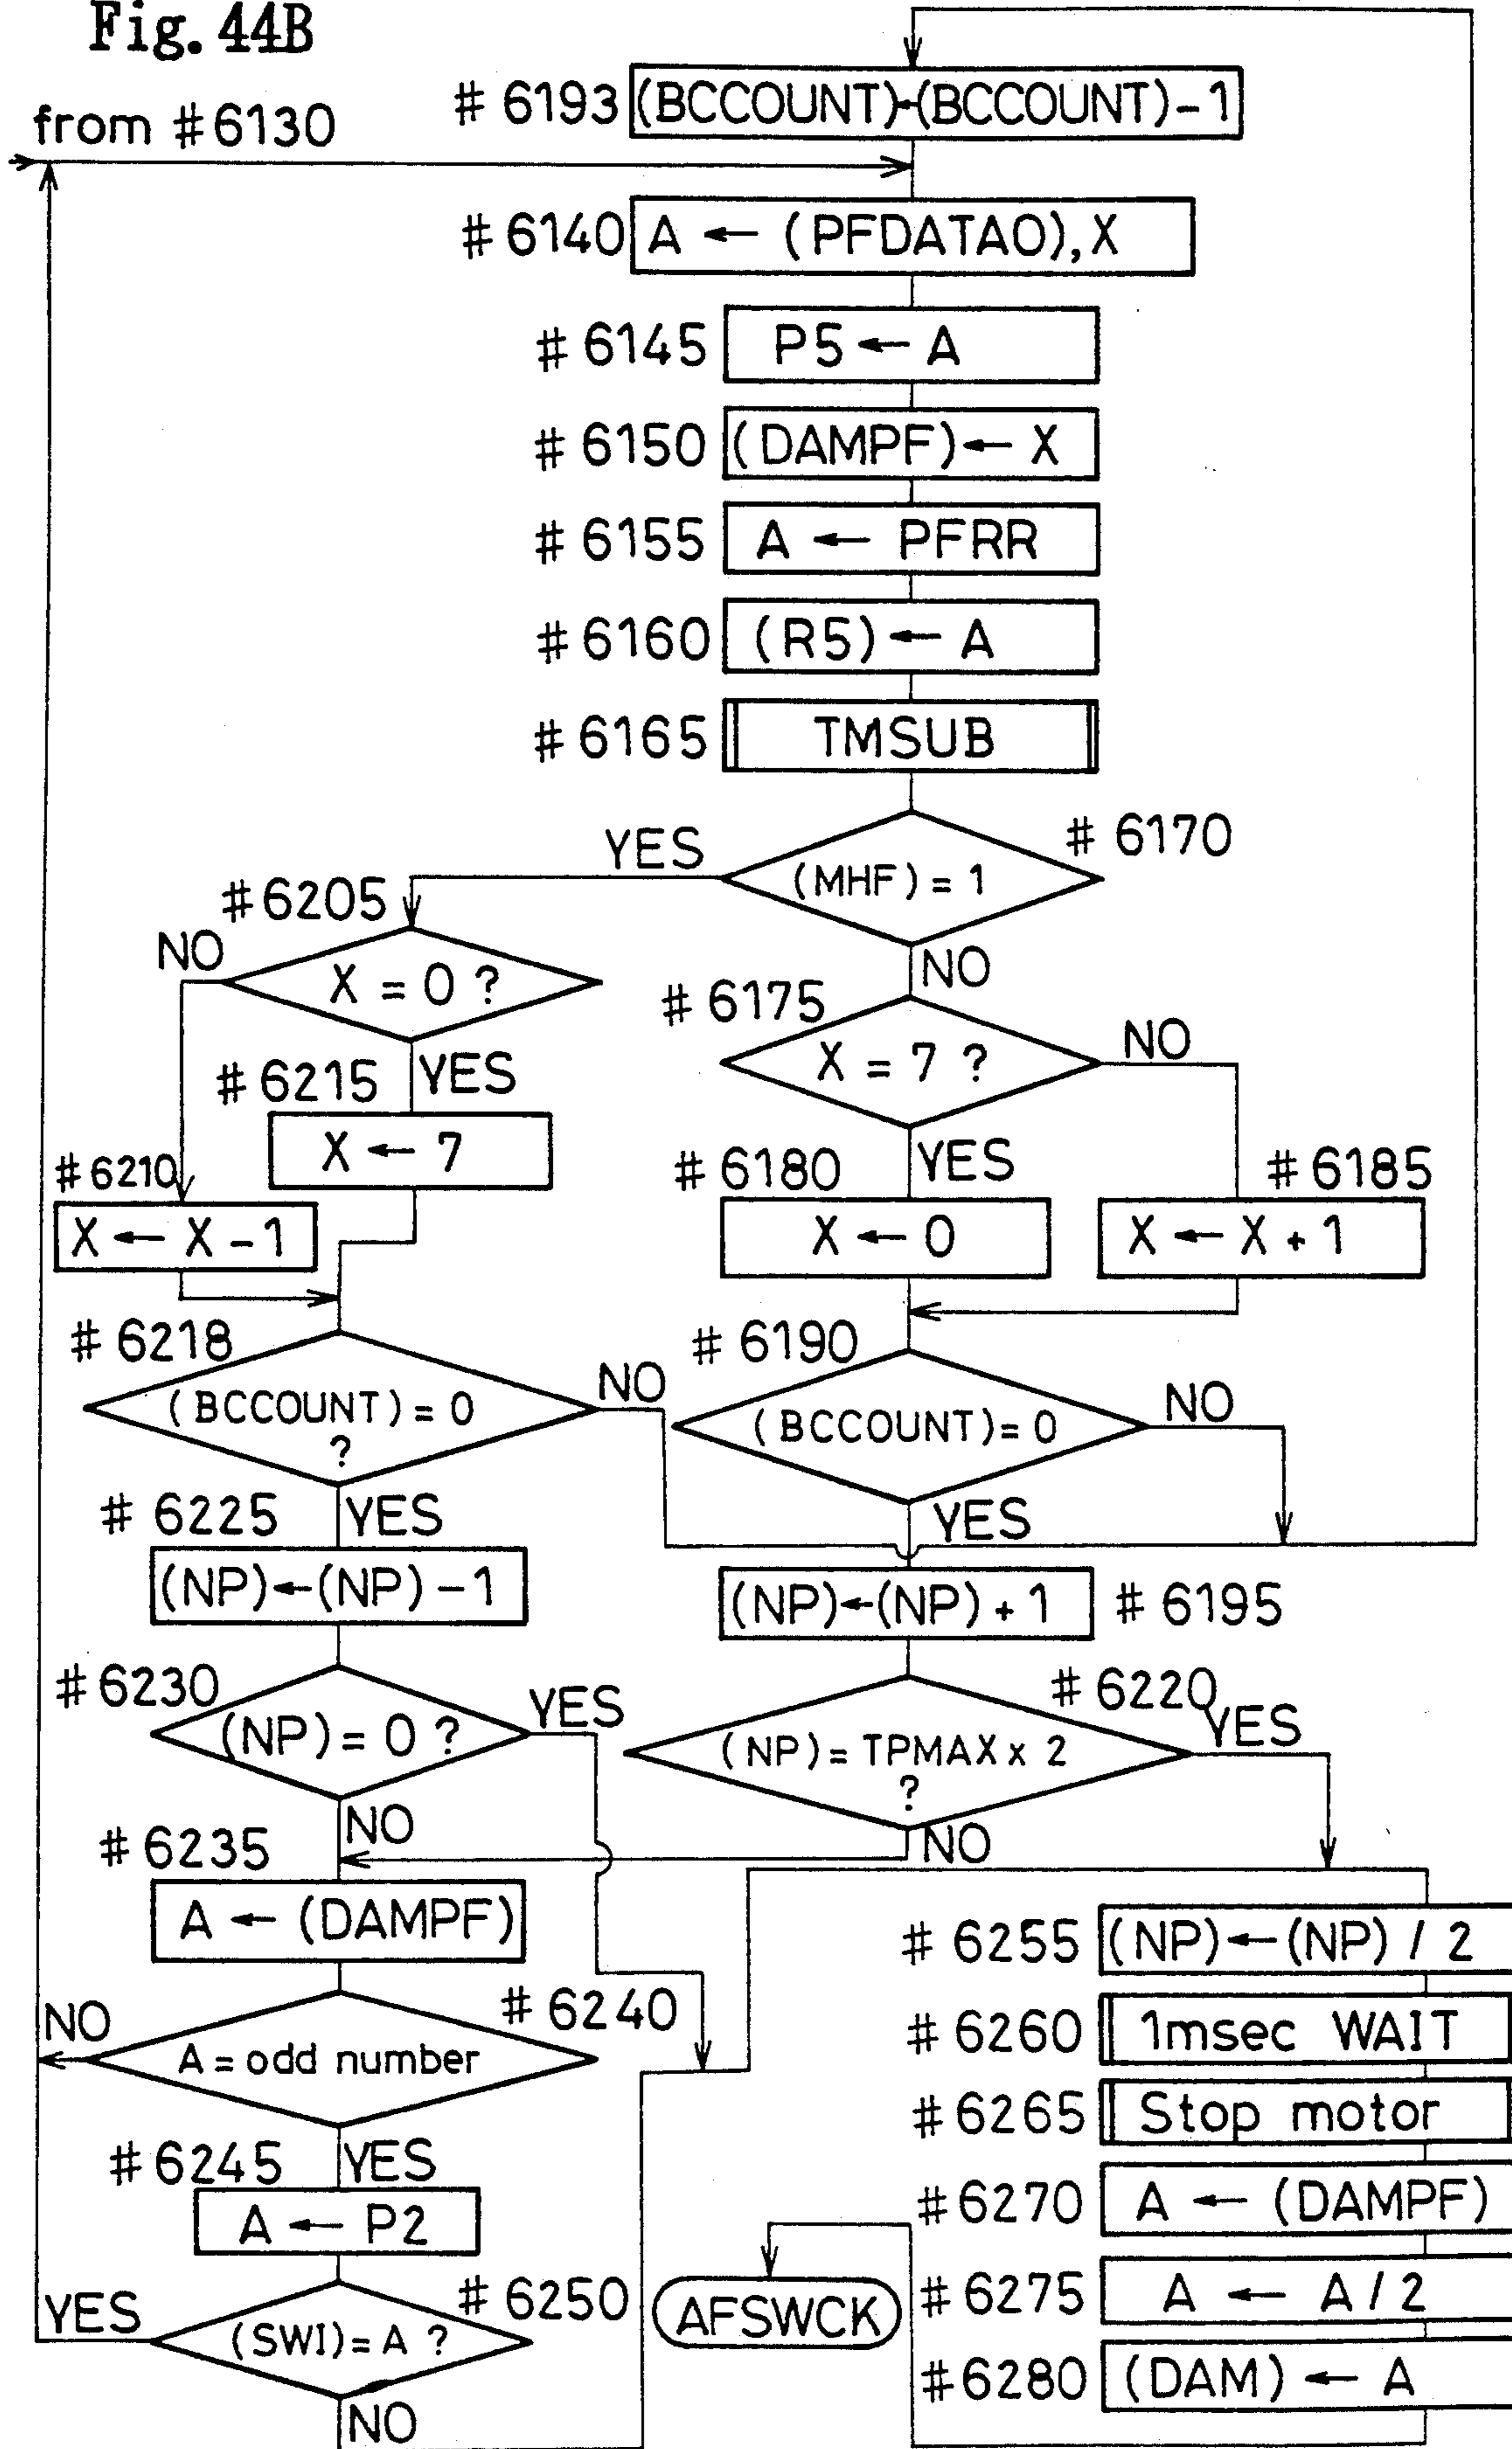 Fig. 44B
from #6130
# 6193 (BCCOUNT)←(BCCOUNT)-1
# 6140 A ← (PFDATAO), X
# 6145 P5 ← A
# 6150 (DAMPF) ← X
# 6155 A ← PFRR
# 6160 (R5) ← A
# 6165 TMSUB
# 6170
(MHF) = 1
YES
NO
# 6205
X = 0 ?
NO
YES
# 6175
X = 7 ?
NO
YES
# 6215
X ← 7
# 6210
X ← X - 1
# 6180
X ← 0
# 6185
X ← X + 1
# 6218
(BCCOUNT) = 0
?
NO
YES
# 6190
(BCCOUNT) = 0
NO
YES
# 6225
(NP)←(NP) - 1
(NP)←(NP) + 1 # 6195
# 6230
(NP) = 0 ?
YES
NO
# 6220
(NP) = TPMAX x 2
?
YES
NO
# 6235
A ← (DAMPF)
# 6240
A = odd number
NO
YES
# 6245
A ← P2
# 6250
(SWI) = A ?
YES
NO
# 6255 (NP) ← (NP) / 2
# 6260 1msec WAIT
# 6265 Stop motor
# 6270 A ← (DAMPF)
# 6275 A ← A / 2
# 6280 (DAM) ← A
AFSWCK